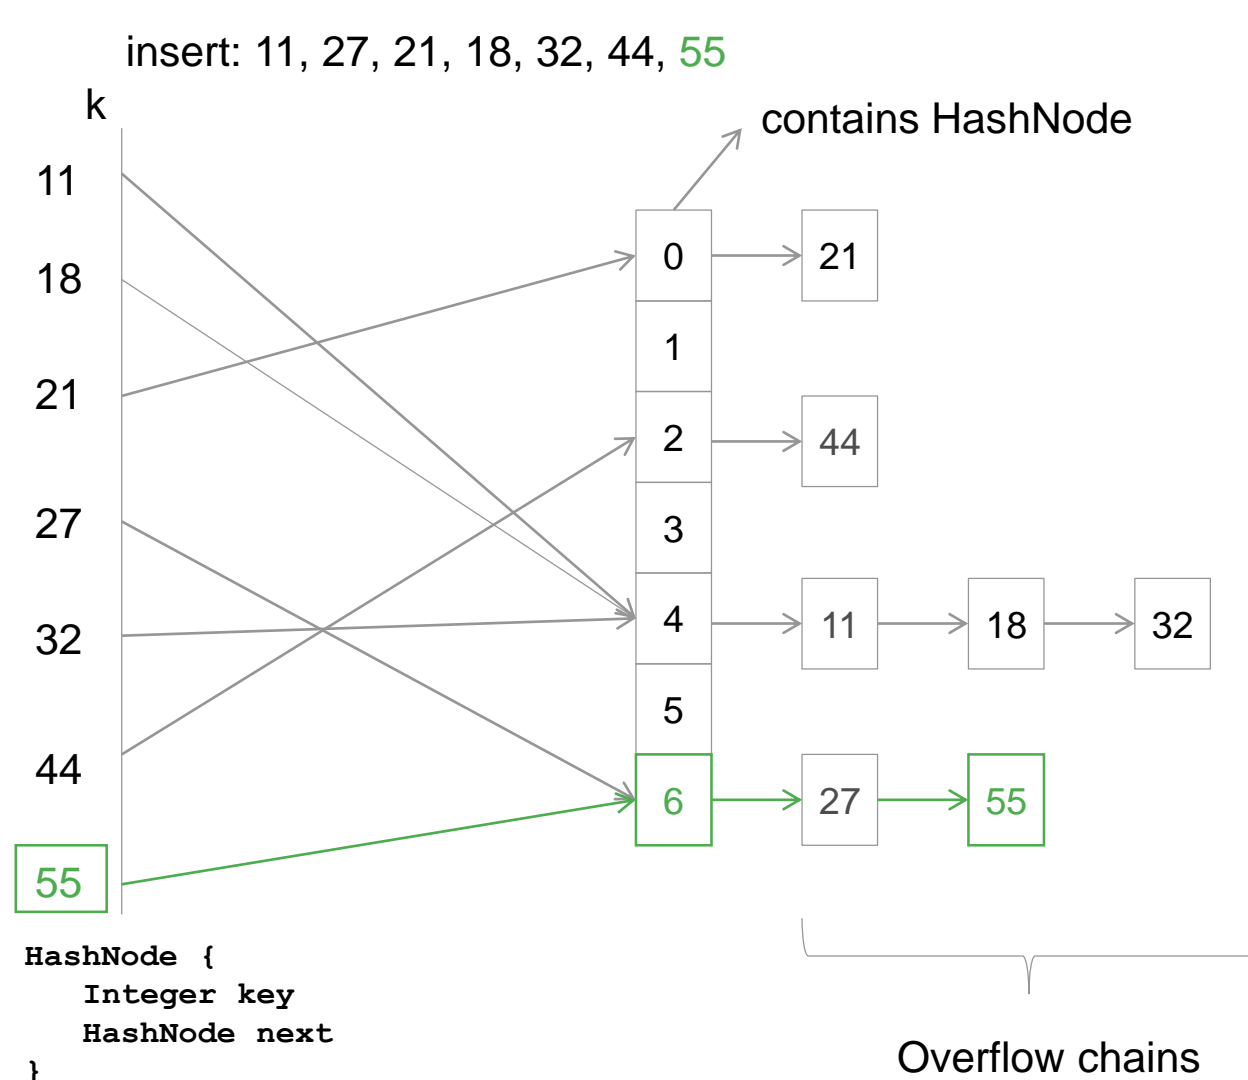 insert: 11, 27, 21, 18, 32, 44, 55
k
contains HashNode
11
18
21
27
32
44
55
0 21
1
2 44
3
4 11 18 32
5
6 27 55
HashNode {
Integer key
HashNode next
}
Overflow chains